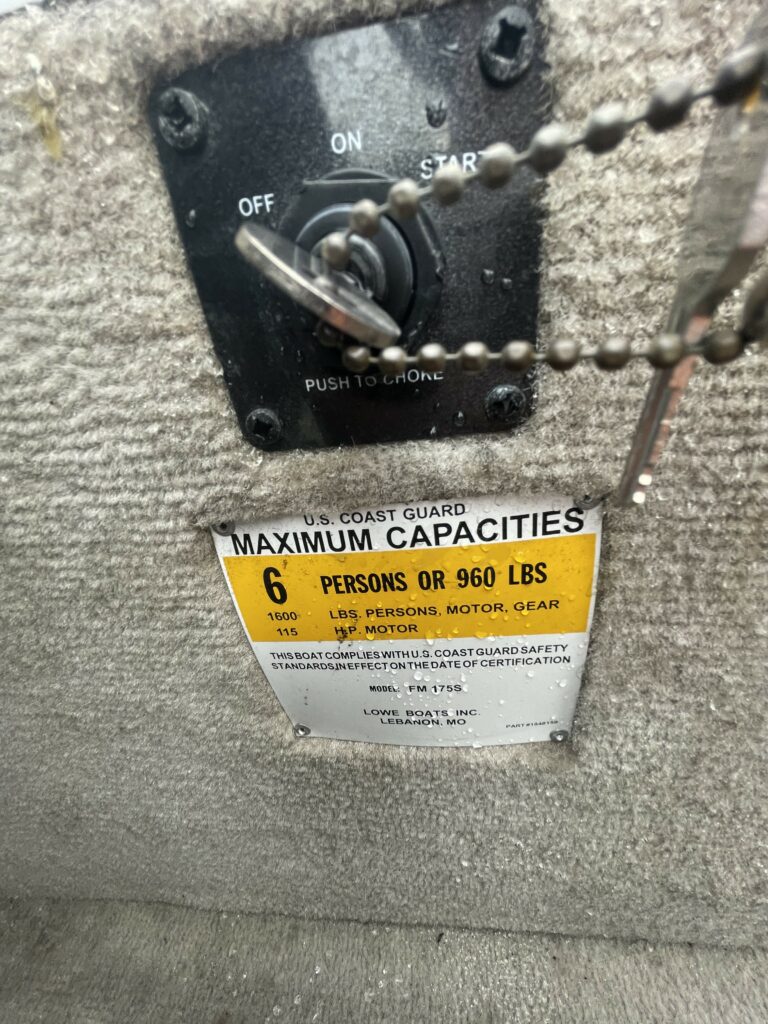 ON
START
OFF
PUSH TO CHOKE
U.S. COAST GUARD
MAXIMUM CAPACITIES
6 PERSONS OR 960 LBS
1600 LBS. PERSONS, MOTOR, GEAR
115 H.P. MOTOR
THIS BOAT COMPLIES WITH U.S. COAST GUARD SAFETY
STANDARDS IN EFFECT ON THE DATE OF CERTIFICATION
MODEL: FM 175S
LOWE BOATS INC.
LEBANON, MO
PART